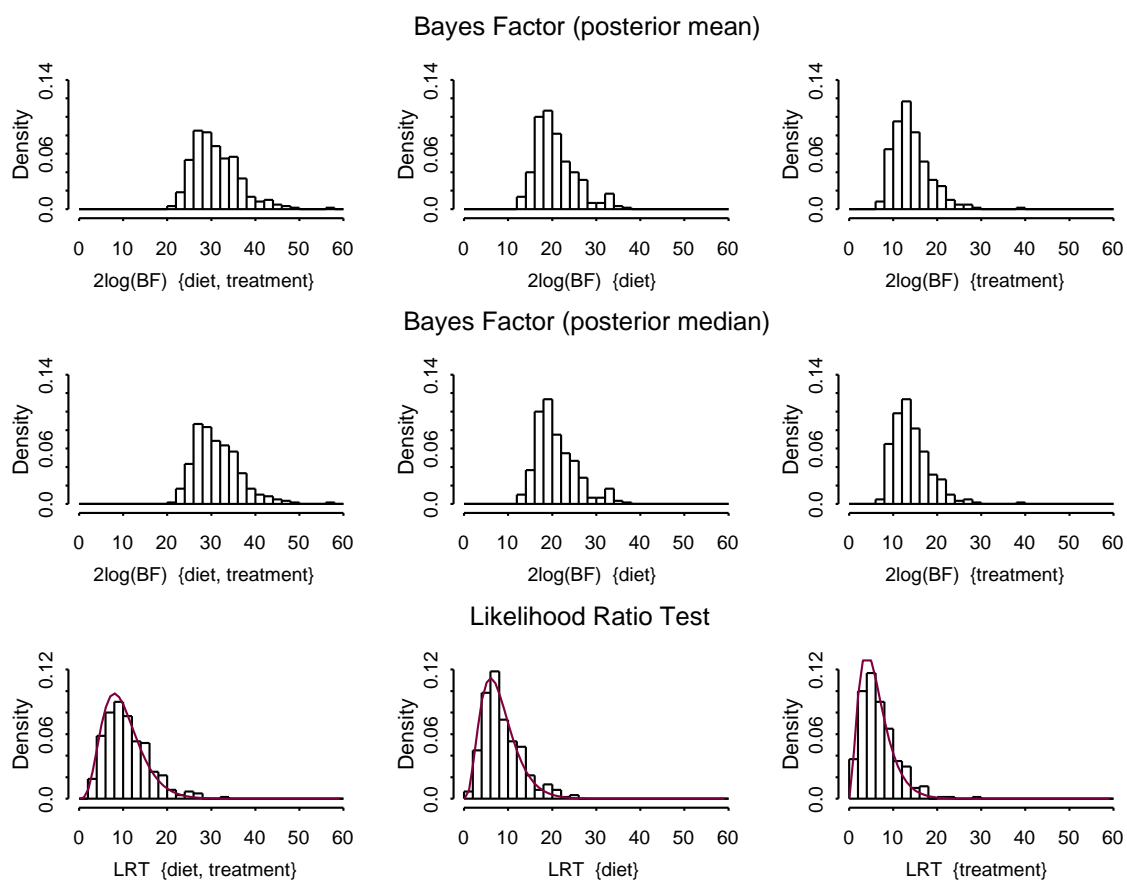 Bayes Factor (posterior mean)
Density
0.0 0.06 0.14
0 10 20 30 40 50 60
2log(BF) {diet, treatment}
Density
0.0 0.06 0.14
0 10 20 30 40 50 60
2log(BF) {diet}
Density
0.0 0.06 0.14
0 10 20 30 40 50 60
2log(BF) {treatment}
Bayes Factor (posterior median)
Density
0.0 0.06 0.14
0 10 20 30 40 50 60
2log(BF) {diet, treatment}
Density
0.0 0.06 0.14
0 10 20 30 40 50 60
2log(BF) {diet}
Density
0.0 0.06 0.14
0 10 20 30 40 50 60
2log(BF) {treatment}
Likelihood Ratio Test
Density
0.0 0.06 0.12
0 10 20 30 40 50 60
LRT {diet, treatment}
Density
0.0 0.06 0.12
0 10 20 30 40 50 60
LRT {diet}
Density
0.0 0.06 0.12
0 10 20 30 40 50 60
LRT {treatment}